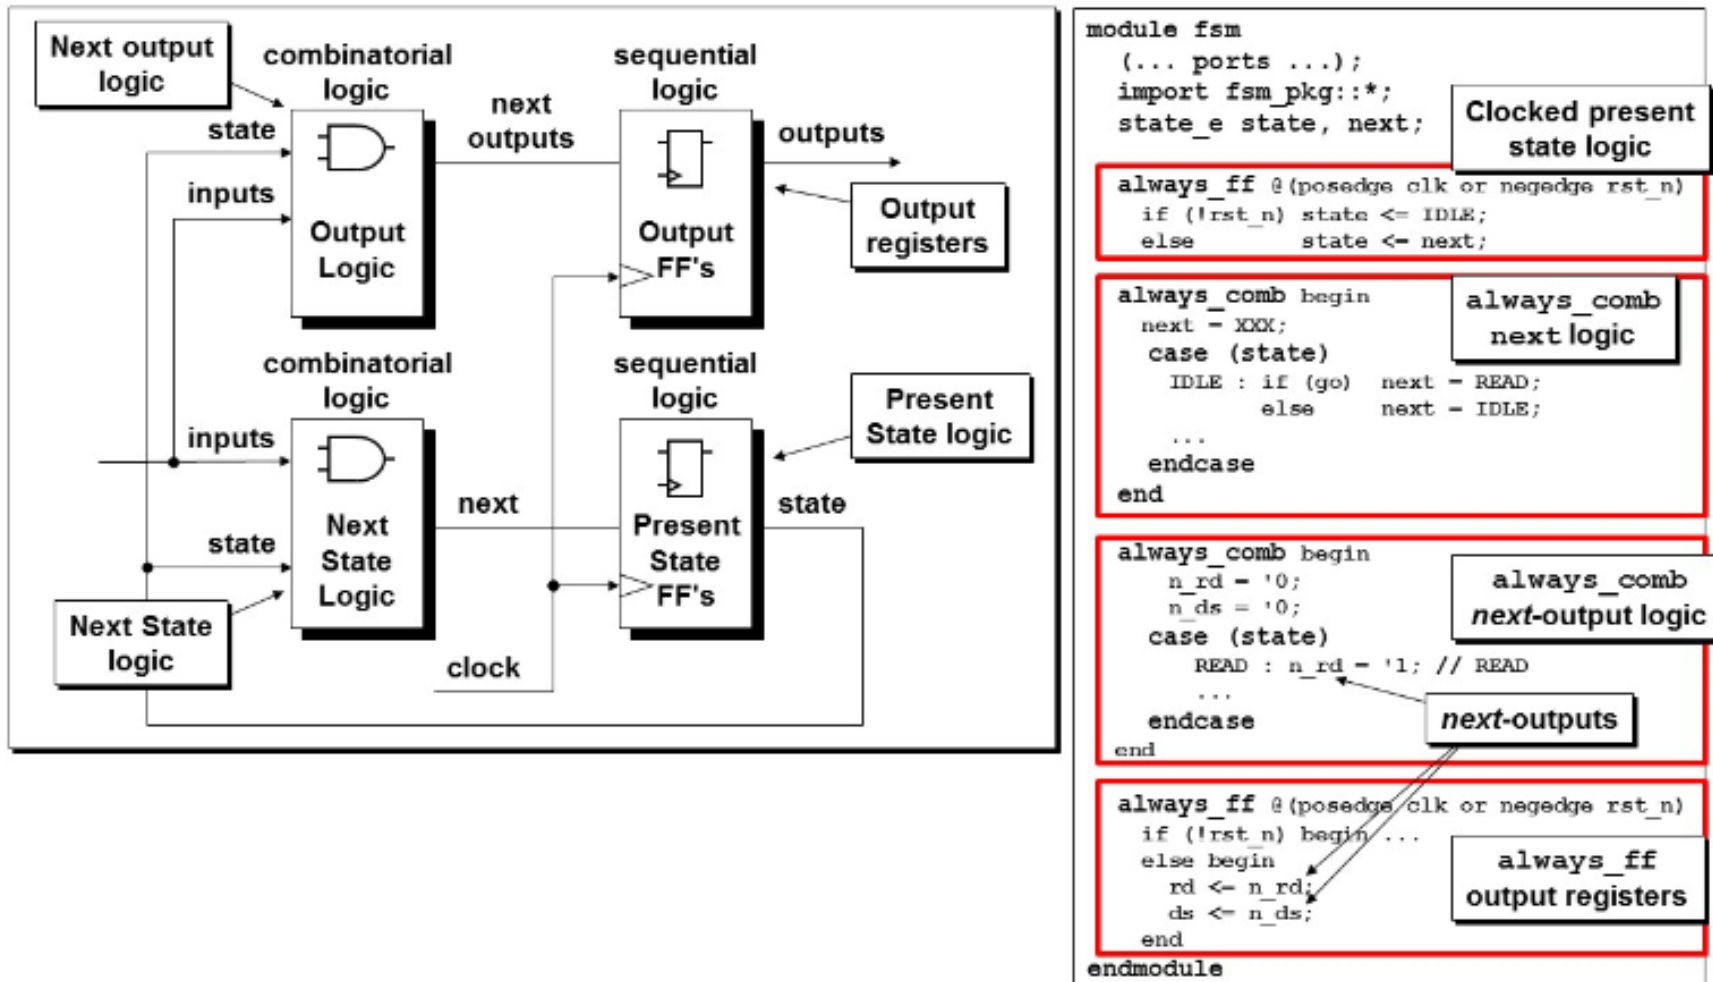 Next output
logic
combinatorial
logic
sequential
logic
state
inputs
next
outputs
outputs
Output
Logic
Output
FF's
Output
registers
combinatorial
logic
sequential
logic
inputs
state
next
state
Next
State
Logic
Present
State
FF's
Present
State logic
Next State
logic
clock
module fsm
(... ports ...);
import fsm_pkg::*;
state_e state, next;
Clocked present
state logic
always_ff @(posedge clk or negedge rst_n)
if (!rst_n) state <= IDLE;
else state <= next;
always_comb begin
next = XXX;
case (state)
IDLE : if (go) next = READ;
else next = IDLE;
...
endcase
end
always_comb
next logic
always_comb begin
n_rd = '0;
n_ds = '0;
case (state)
READ : n_rd = '1; // READ
...
endcase
end
always_comb
next-output logic
next-outputs
always_ff @(posedge clk or negedge rst_n)
if (!rst_n) begin ...
else begin
rd <= n_rd;
ds <= n_ds;
end
always_ff
output registers
endmodule